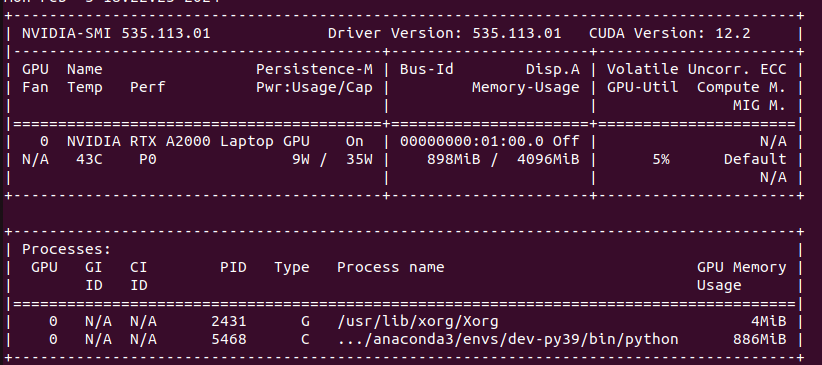 NVIDIA-SMI 535.113.01 Driver Version: 535.113.01 CUDA Version: 12.2
GPU Name Persistence-M | Bus-Id Disp.A | Volatile Uncorr. ECC
Fan Temp Perf Pwr:Usage/Cap | Memory-Usage | GPU-Util Compute M.
MIG M.
0 NVIDIA RTX A2000 Laptop GPU On | 00000000:01:00.0 Off | N/A
N/A 43C P0 9W / 35W | 898MiB / 4096MiB | 5% Default
N/A
Processes:
GPU GI CI PID Type Process name GPU Memory
ID ID Usage
0 N/A N/A 2431 G /usr/lib/xorg/Xorg 4MiB
0 N/A N/A 5468 C .../anaconda3/envs/dev-py39/bin/python 886MiB